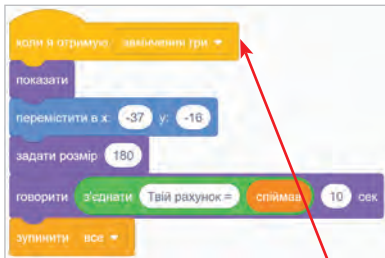 коли я отримую закінчення гри
показати
перемістити в x: -37 y: -16
задати розмір 180
говорити з'єднати Твій рахунок = спіймав 10 сек
зупинити все